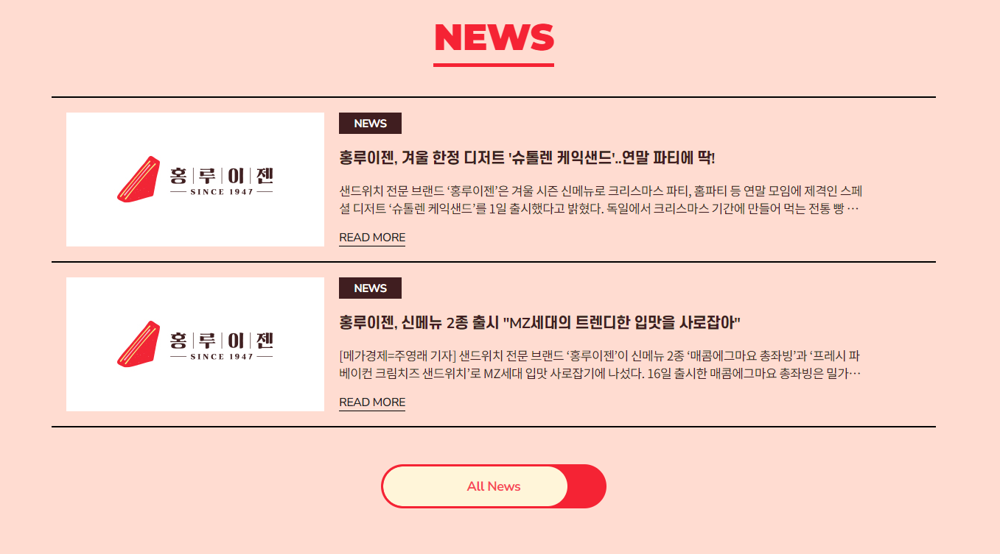 NEWS
홍루이젠
SINCE 1947
NEWS
홍루이젠, 겨울 한정 디저트 '슈톨렌 케익샌드'..연말 파티에 딱!
샌드위치 전문 브랜드 ‘홍루이젠’은 겨울 시즌 신메뉴로 크리스마스 파티, 홈파티 등 연말 모임에 제격인 스페
셜 디저트 ‘슈톨렌 케익샌드’를 1일 출시했다고 밝혔다. 독일에서 크리스마스 기간에 만들어 먹는 전통 빵 …
READ MORE
홍루이젠
SINCE 1947
NEWS
홍루이젠, 신메뉴 2종 출시 "MZ세대의 트렌디한 입맛을 사로잡아"
[메가경제=주영래 기자] 샌드위치 전문 브랜드 ‘홍루이젠’이 신메뉴 2종 ‘매콤에그마요 총좌빙’과 ‘프레시 파
베이컨 크림치즈 샌드위치’로 MZ세대 입맛 사로잡기에 나섰다. 16일 출시한 매콤에그마요 총좌빙은 밀가…
READ MORE
All News